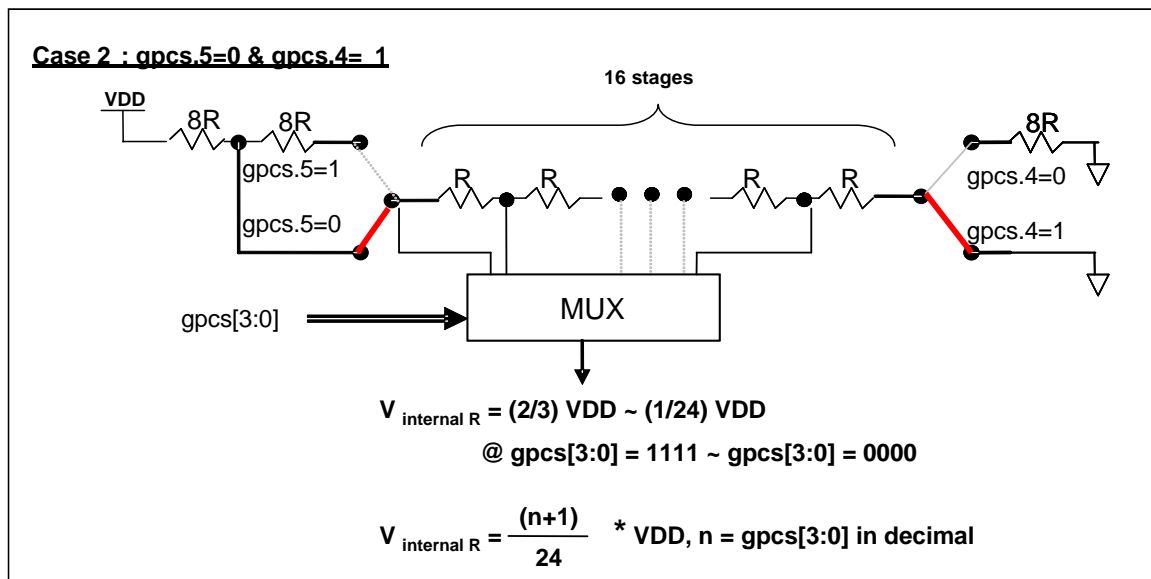 Case 2 : gpcs.5=0 & gpcs.4= 1
16 stages
VDD
8R 8R 8R
gpcs.5=1
R R R R
gpcs.4=0
gpcs.5=0
gpcs.4=1
MUX
gpcs[3:0]
V internal R = (2/3) VDD ~ (1/24) VDD
@ gpcs[3:0] = 1111 ~ gpcs[3:0] = 0000
V internal R = (n+1) / 24 * VDD, n = gpcs[3:0] in decimal